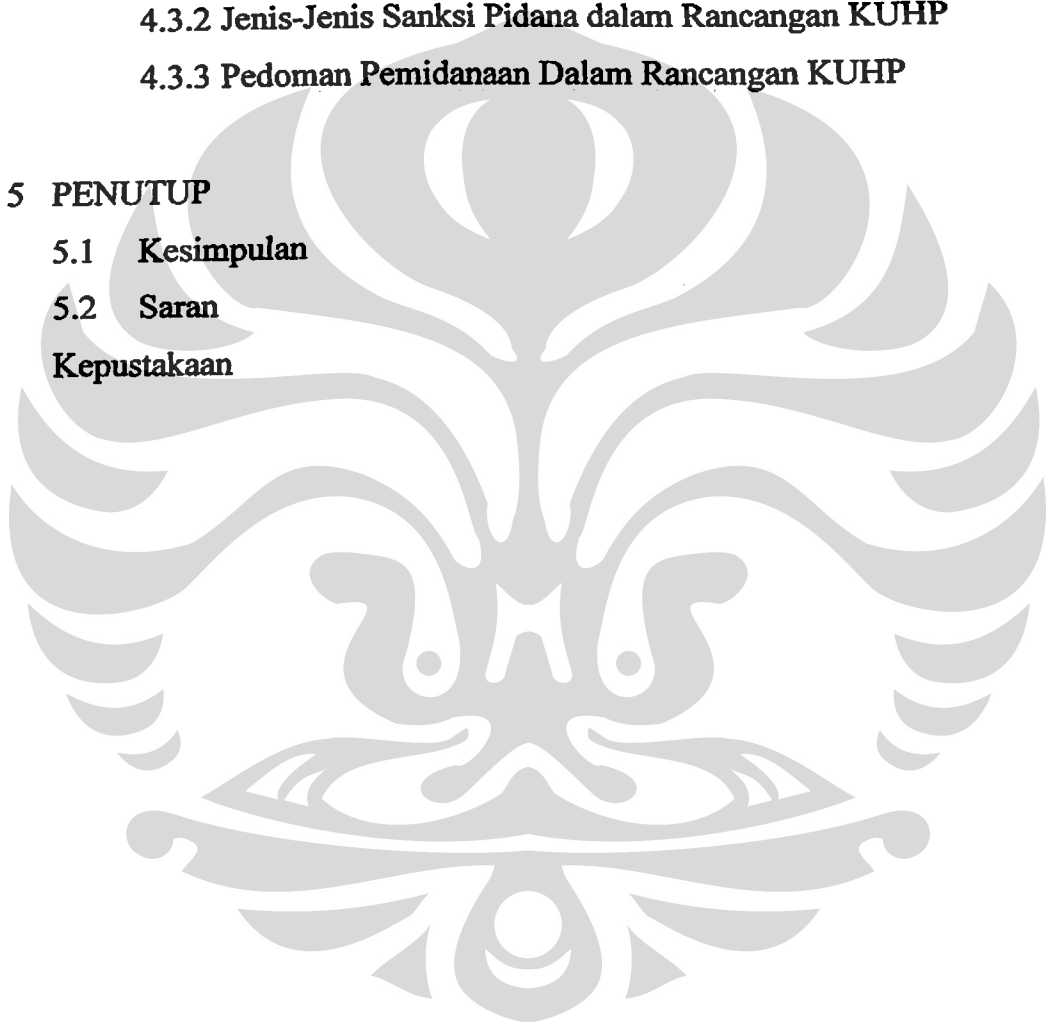 4.3.2 Jenis-Jenis Sanksi Pidana dalam Rancangan KUHP
4.3.3 Pedoman Pemidanaan Dalam Rancangan KUHP
5 PENUTUP
5.1 Kesimpulan
5.2 Saran
Kepustakaan